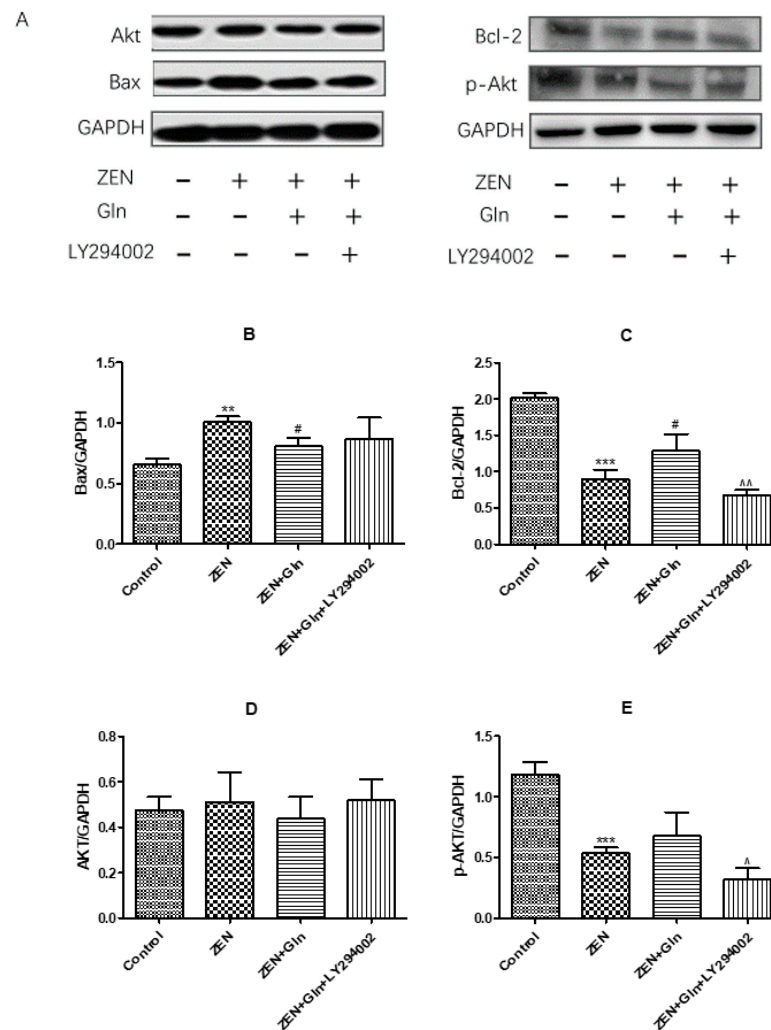 A
Akt
Bax
GAPDH
ZEN − + + +
Gln − − + +
LY294002 − − − +
Bcl-2
p-Akt
GAPDH
ZEN − + + +
Gln − − + +
LY294002 − − − +
B
Bax/GAPDH
1.5
1.0
0.5
0.0
**
#
Control
ZEN
ZEN+Gln
ZEN+Gln+LY294002
C
Bcl-2/GAPDH
2.5
2.0
1.5
1.0
0.5
0.0
***
#
^^
Control
ZEN
ZEN+Gln
ZEN+Gln+LY294002
D
AKT/GAPDH
0.8
0.6
0.4
0.2
0.0
Control
ZEN
ZEN+Gln
ZEN+Gln+LY294002
E
p-AKT/GAPDH
1.5
1.0
0.5
0.0
***
^
Control
ZEN
ZEN+Gln
ZEN+Gln+LY294002